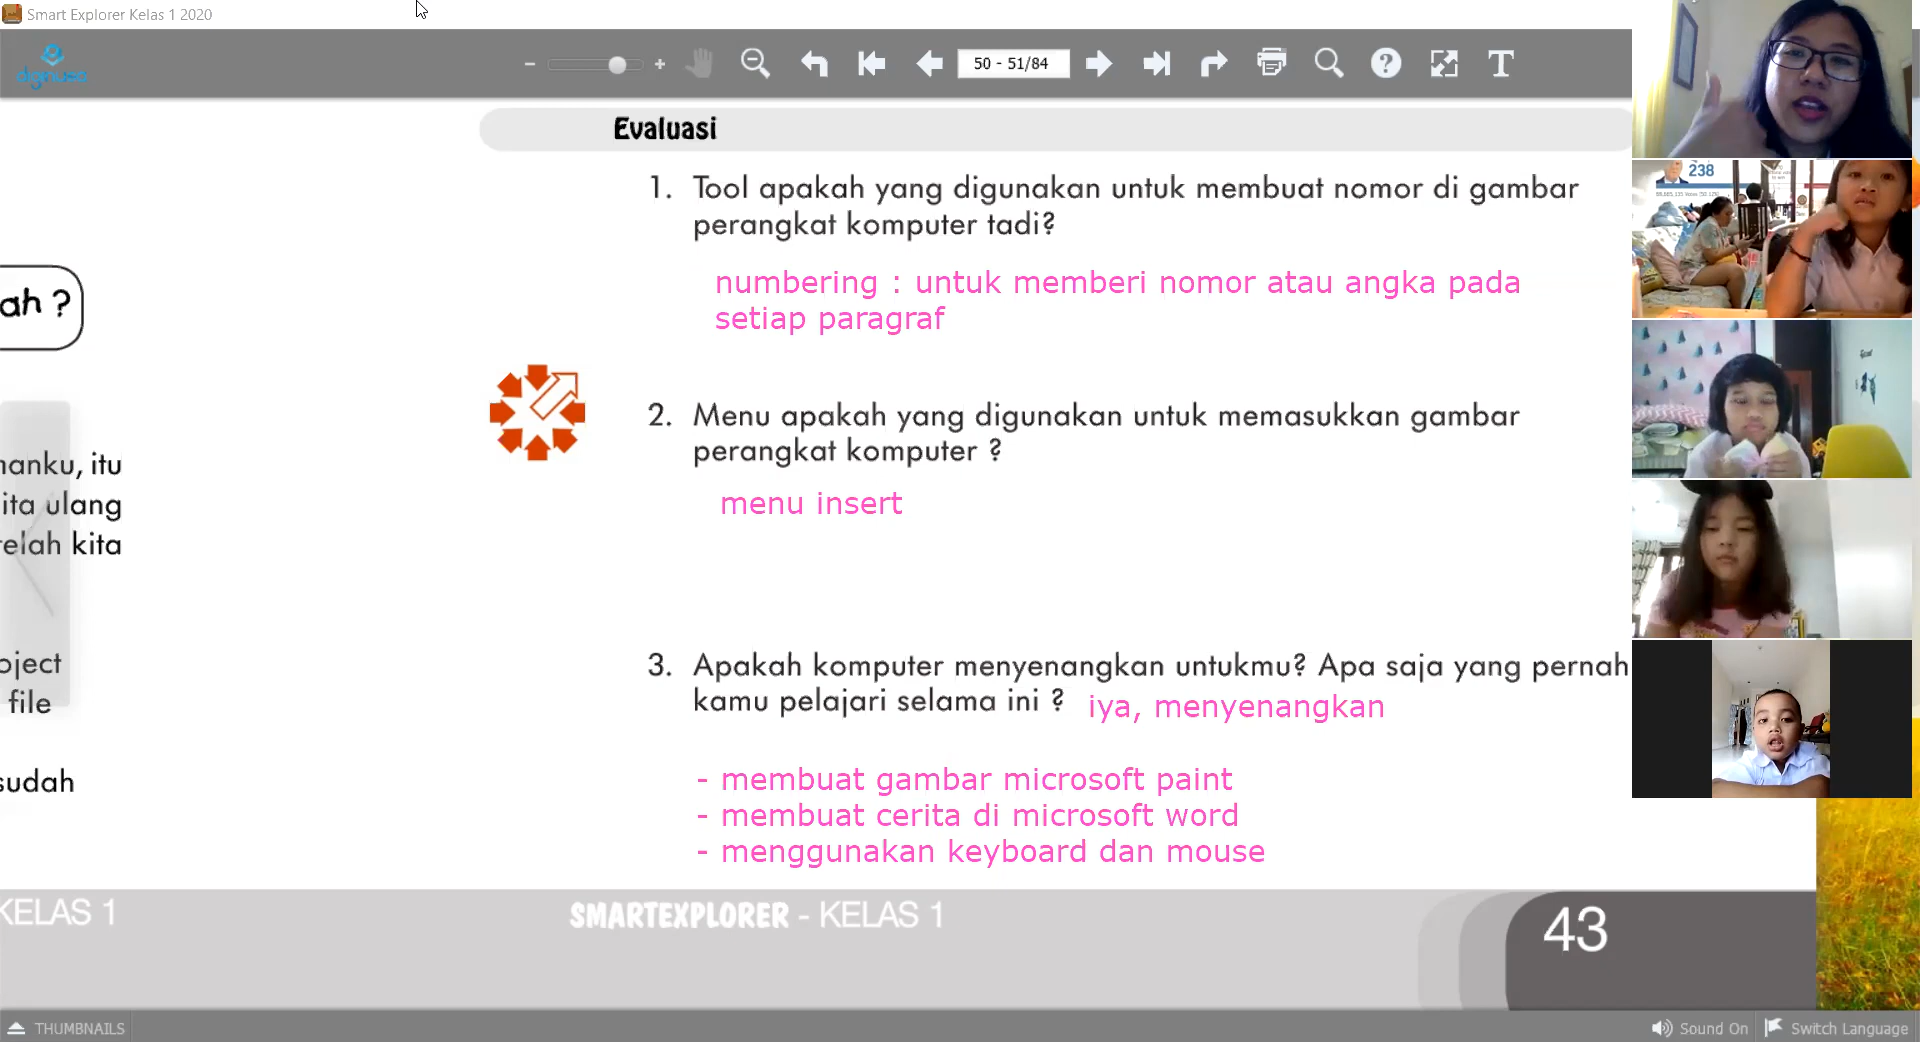 Smart Explorer Kelas 1 2020
diginusa
50 - 51/84
238
Evaluasi
1. Tool apakah yang digunakan untuk membuat nomor di gambar
perangkat komputer tadi?
numbering : untuk memberi nomor atau angka pada
setiap paragraf
ah ?
2. Menu apakah yang digunakan untuk memasukkan gambar
perangkat komputer ?
menu insert
nanku, itu
ita ulang
telah kita
3. Apakah komputer menyenangkan untukmu? Apa saja yang pernah
kamu pelajari selama ini ? iya, menyenangkan
oject
file
- membuat gambar microsoft paint
- membuat cerita di microsoft word
- menggunakan keyboard dan mouse
sudah
KELAS 1
SMARTEXPLORER - KELAS 1
43
THUMBNAILS
Sound On
Switch Language